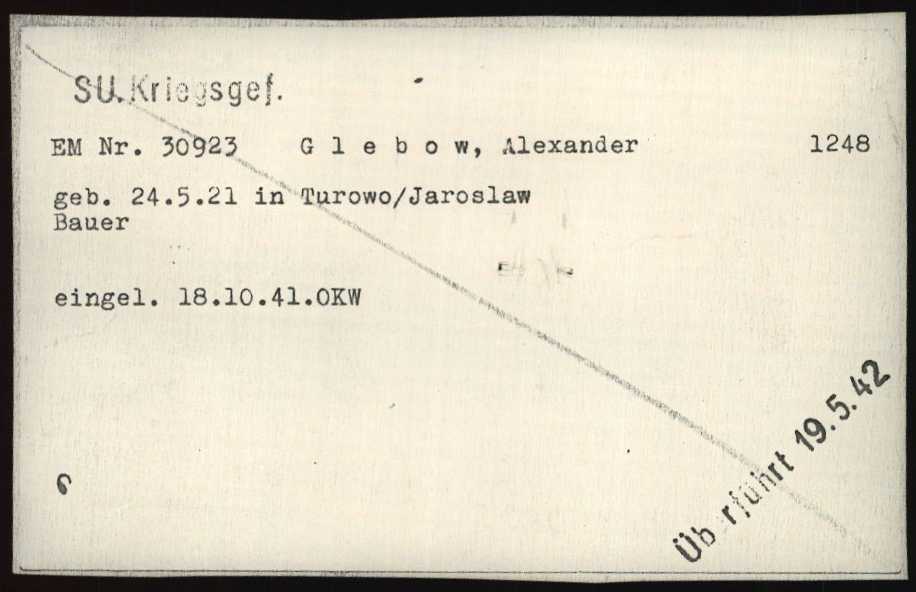 SU.Kriegsgef.
EM Nr. 30923 G l e b o w, Alexander 1248
geb. 24.5.21 in Turowo/Jaroslaw
Bauer
eingel. 18.10.41.OKW
Überführt 19.5.42